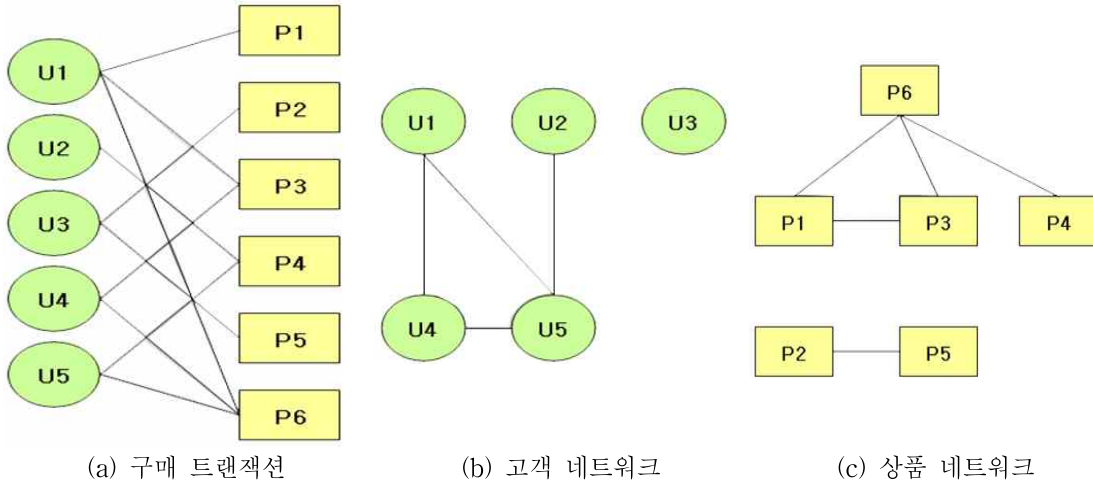 U1
U2
U3
U4
U5
P1
P2
P3
P4
P5
P6
(a) 구매 트랜잭션
U1 U2 U3
U4 U5
(b) 고객 네트워크
P6
P1 P3 P4
P2 P5
(c) 상품 네트워크